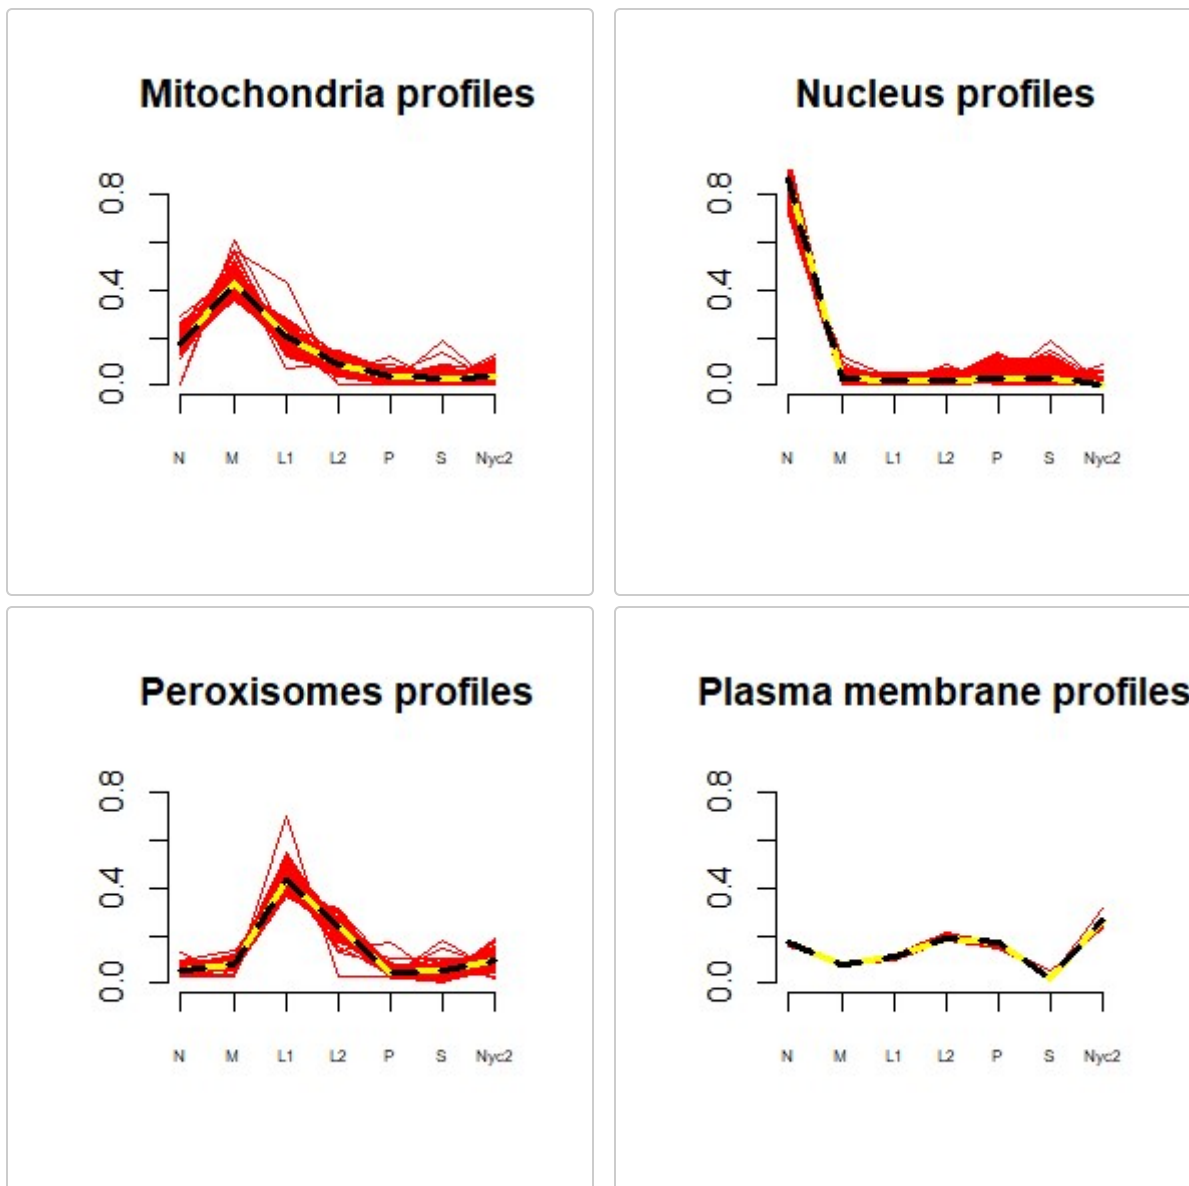 Mitochondria profiles
0.8
0.4
0.0
N M L1 L2 P S Nyc2
Nucleus profiles
0.8
0.4
0.0
N M L1 L2 P S Nyc2
Peroxisomes profiles
0.8
0.4
0.0
N M L1 L2 P S Nyc2
Plasma membrane profiles
0.8
0.4
0.0
N M L1 L2 P S Nyc2